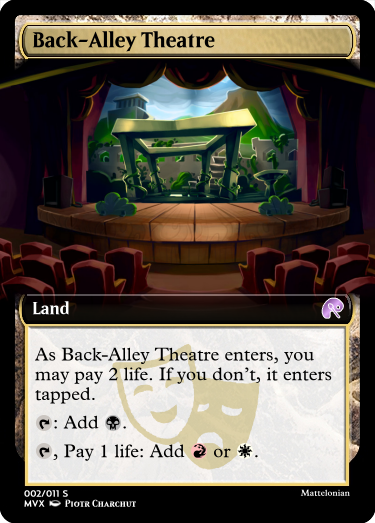 Back-Alley Theatre
Land
As Back-Alley Theatre enters, you
may pay 2 life. If you don't, it enters
tapped.
: Add .
, Pay 1 life: Add or .
002/011 S
Mattelonian
MVX Piotr Charchut